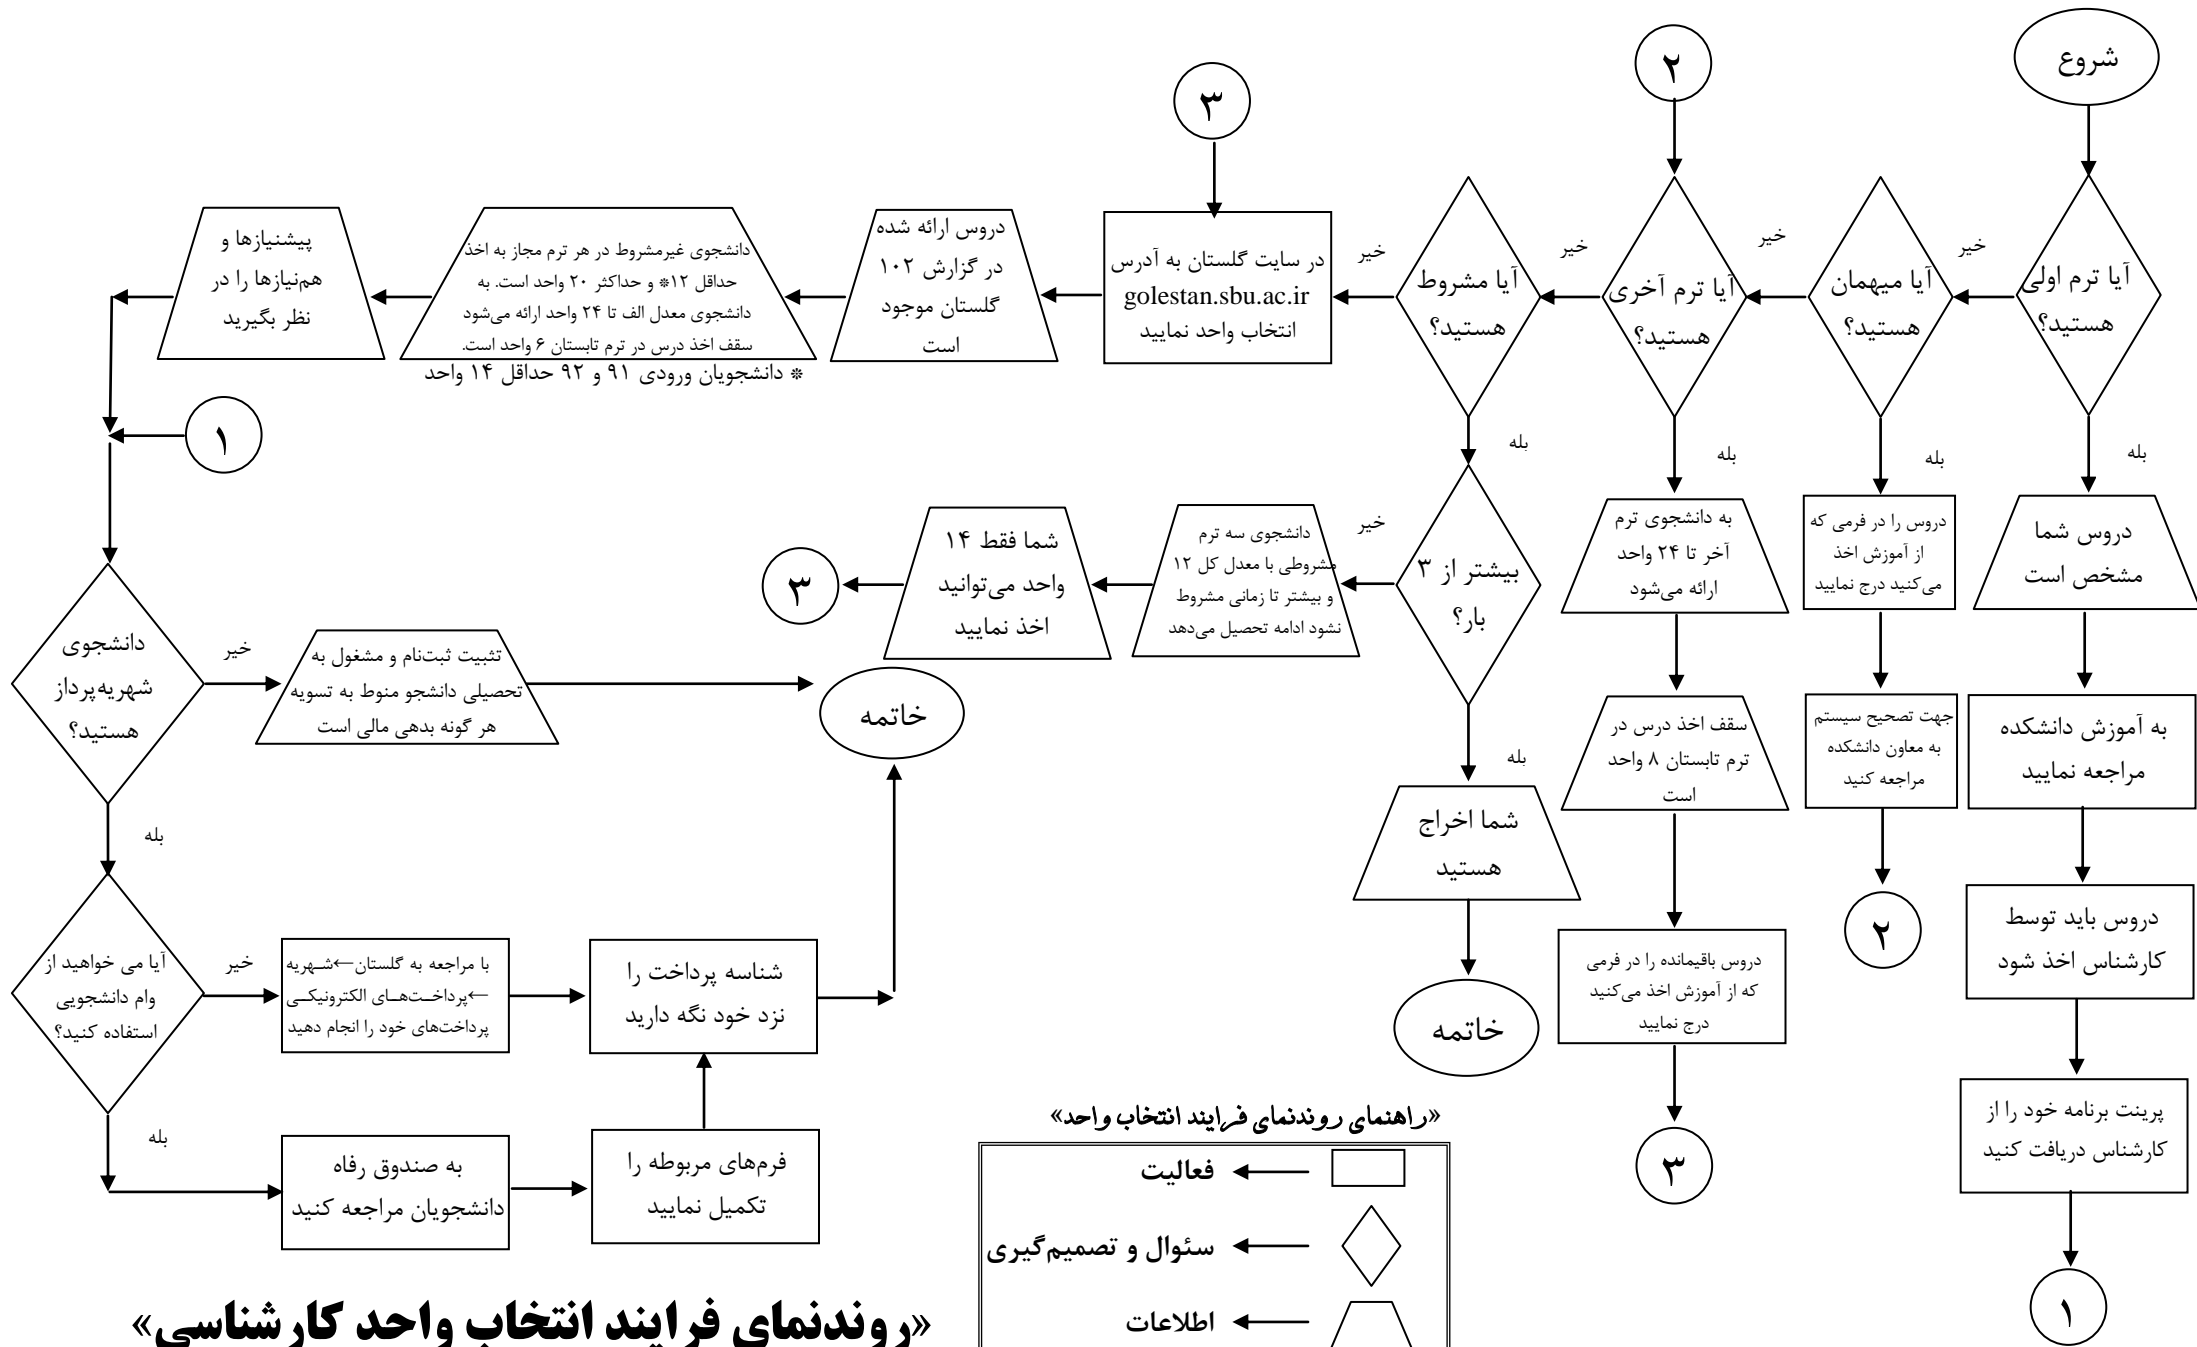 شروع
آیا ترم اولی
هستید؟
خیر
بله
دروس شما
مشخص است
به آموزش دانشکده
مراجعه نمایید
دروس باید توسط
کارشناس اخذ شود
پرینت برنامه خود را از
کارشناس دریافت کنید
۱
آیا میهمان
هستید؟
خیر
بله
دروس را در فرمی که
از آموزش اخذ
می‌کنید درج نمایید
جهت تصحیح سیستم
به معاون دانشکده
مراجعه کنید
۲
۲
آیا ترم آخری
هستید؟
خیر
بله
به دانشجوی ترم
آخر تا ۲۴ واحد
ارائه می‌شود
سقف اخذ درس در
ترم تابستان ۸ واحد
است
دروس باقیمانده را در فرمی
که از آموزش اخذ می‌کنید
درج نمایید
۳
آیا مشروط
هستید؟
خیر
بله
بیشتر از ۳
بار؟
خیر
بله
شما اخراج
هستید
خاتمه
دانشجوی سه ترم
مشروطی با معدل کل ۱۲
و بیشتر تا زمانی مشروط
نشود ادامه تحصیل می‌دهد
شما فقط ۱۴
واحد می‌توانید
اخذ نمایید
۳
۳
در سایت گلستان به آدرس
golestan.sbu.ac.ir
انتخاب واحد نمایید
دروس ارائه شده
در گزارش ۱۰۲
گلستان موجود
است
دانشجوی غیرمشروط در هر ترم مجاز به اخذ
حداقل ۱۲* و حداکثر ۲۰ واحد است. به
دانشجوی معدل الف تا ۲۴ واحد ارائه می‌شود
سقف اخذ درس در ترم تابستان ۶ واحد است.
* دانشجویان ورودی ۹۱ و ۹۲ حداقل ۱۴ واحد
پیشنیازها و
هم‌نیازها را در
نظر بگیرید
۱
دانشجوی
شهریه‌پرداز
هستید؟
خیر
بله
تثبیت ثبت‌نام و مشغول به
تحصیلی دانشجو منوط به تسویه
هر گونه بدهی مالی است
خاتمه
آیا می خواهید از
وام دانشجویی
استفاده کنید؟
خیر
بله
با مراجعه به گلستان←شهریه
←پرداخت‌های الکترونیکی
پرداخت‌های خود را انجام دهید
شناسه پرداخت را
نزد خود نگه دارید
به صندوق رفاه
دانشجویان مراجعه کنید
فرم‌های مربوطه را
تکمیل نمایید
«راهنمای روندنمای فرایند انتخاب واحد»
فعالیت
سئوال و تصمیم‌گیری
اطلاعات
«روندنمای فرایند انتخاب واحد کارشناسی»